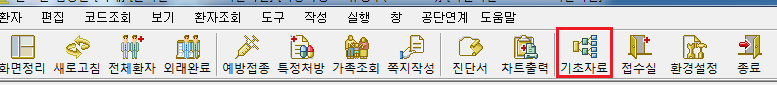 환자 편집 코드조회 보기 환자조회 도구 작성 실행 창 공단연계 도움말
화면정리 새로고침 전체환자 외래완료 예방접종 특정처방 가족조회 쪽지작성 진단서 차트출력 기초자료 접수실 환경설정 종료